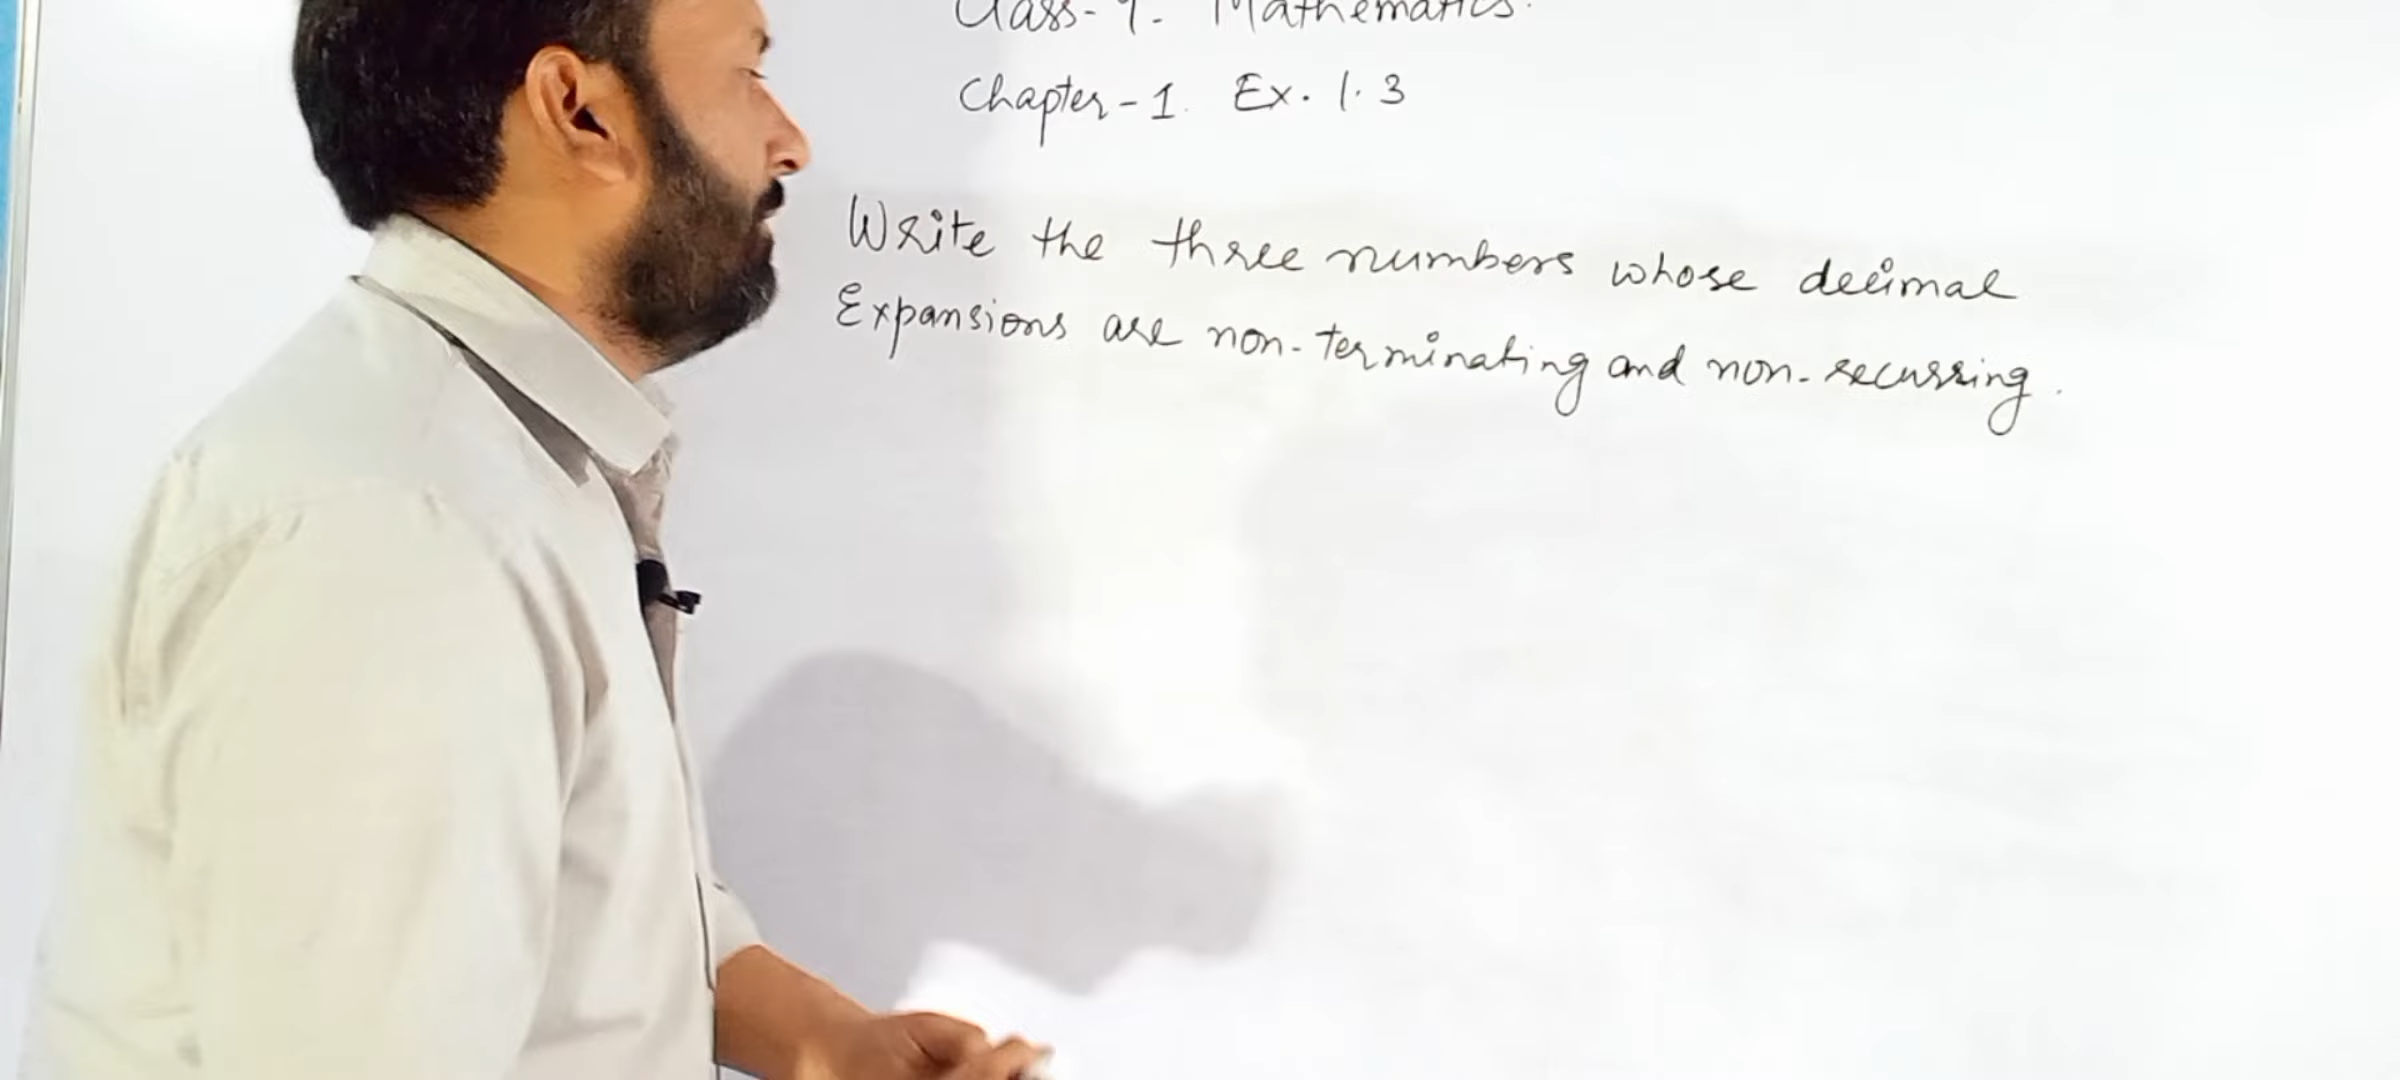 Class-9. Mathematics.
Chapter-1. Ex. 1.3
Write the three numbers whose decimal
Expansions are non-terminating and non-recurring.